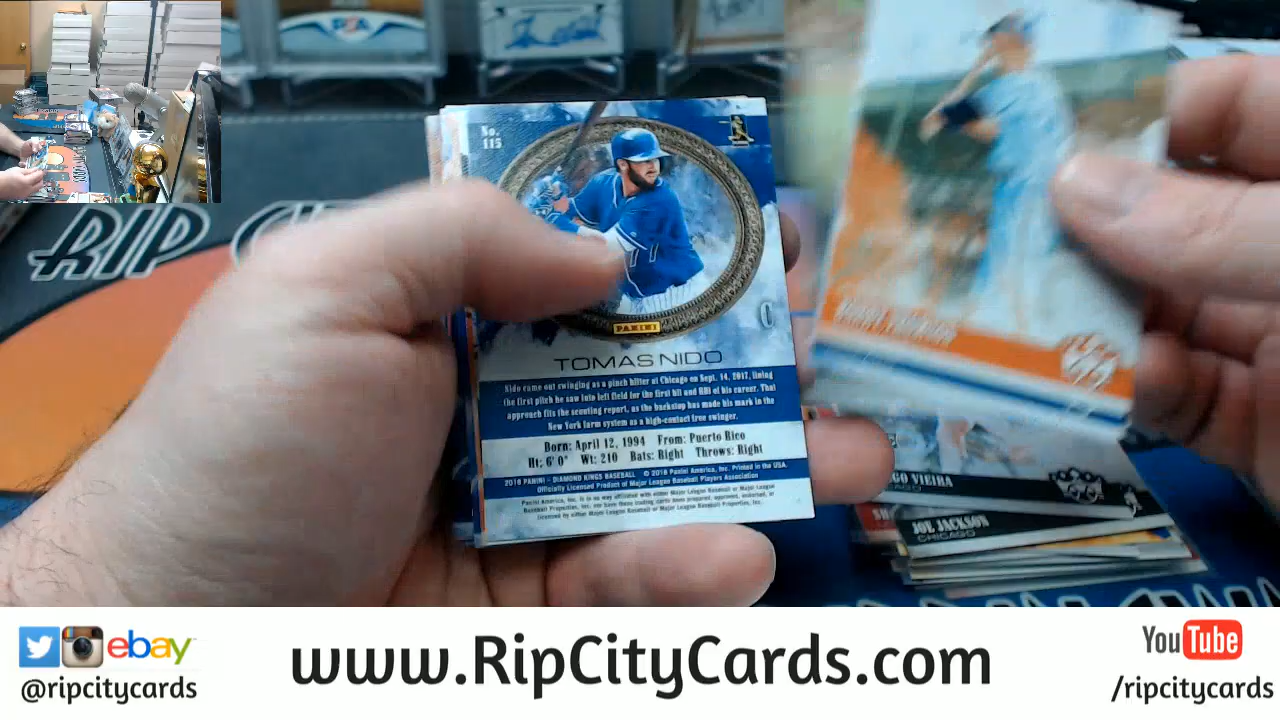 RIP
No.
115
PANINI
C
TOMAS NIDO
Nido came out swinging as a pinch hitter at Chicago on Sept. 14, 2017, lining
the first pitch he saw into left field for the first hit and RBI of his career. That
approach fits the scouting report, as the backstop has made his mark in the
New York farm system as a high-contact free swinger.
Born: April 12, 1994 From: Puerto Rico
Ht: 6' 0" Wt: 210 Bats: Right Throws: Right
2018 PANINI - DIAMOND KINGS BASEBALL © 2018 Panini America, Inc. Printed in the USA.
Officially Licensed Product of Major League Baseball Players Association
Panini America, Inc. is in no way affiliated with either Major League Baseball or Major League
Baseball Properties, Inc. nor have these trading cards been prepared, approved, endorsed, or
licensed by either Major League Baseball or Major League Baseball Properties, Inc.
GO VIEIRA
CHICAGO
JOE JACKSON
CHICAGO
ebay
@ripcitycards
www.RipCityCards.com
YouTube
/ripcitycards